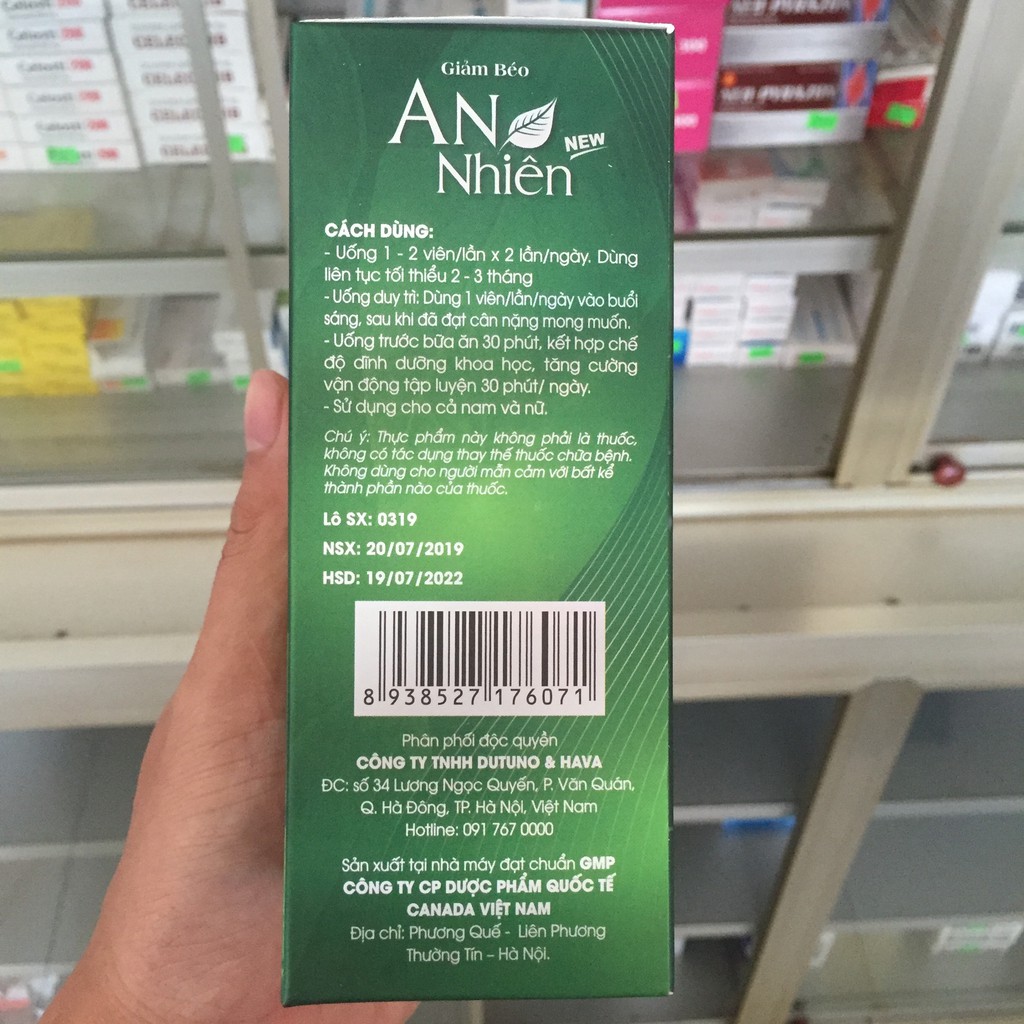 Giảm Béo
AN
Nhiên
NEW
CÁCH DÙNG:
- Uống 1 - 2 viên/lần x 2 lần/ngày. Dùng
liên tục tối thiểu 2 - 3 tháng
- Uống duy trì: Dùng 1 viên/lần/ngày vào buổi
sáng, sau khi đã đạt cân nặng mong muốn.
- Uống trước bữa ăn 30 phút, kết hợp chế
độ dĩnh dưỡng khoa học, tăng cường
vận động tập luyện 30 phút/ ngày.
- Sử dụng cho cả nam và nữ.
Chú ý: Thực phẩm này không phải là thuốc,
không có tác dụng thay thế thuốc chữa bệnh.
Không dùng cho người mẫn cảm với bất kể
thành phần nào của thuốc.
Lô SX: 0319
NSX: 20/07/2019
HSD: 19/07/2022
8 938527 176071
Phân phối độc quyền
CÔNG TY TNHH DUTUNO & HAVA
ĐC: số 34 Lương Ngọc Quyến, P. Văn Quán,
Q. Hà Đông, TP. Hà Nội, Việt Nam
Hotline: 091 767 0000
Sản xuất tại nhà máy đạt chuẩn GMP
CÔNG TY CP DƯỢC PHẨM QUỐC TẾ
CANADA VIỆT NAM
Địa chỉ: Phương Quế - Liên Phương
Thường Tín – Hà Nội.